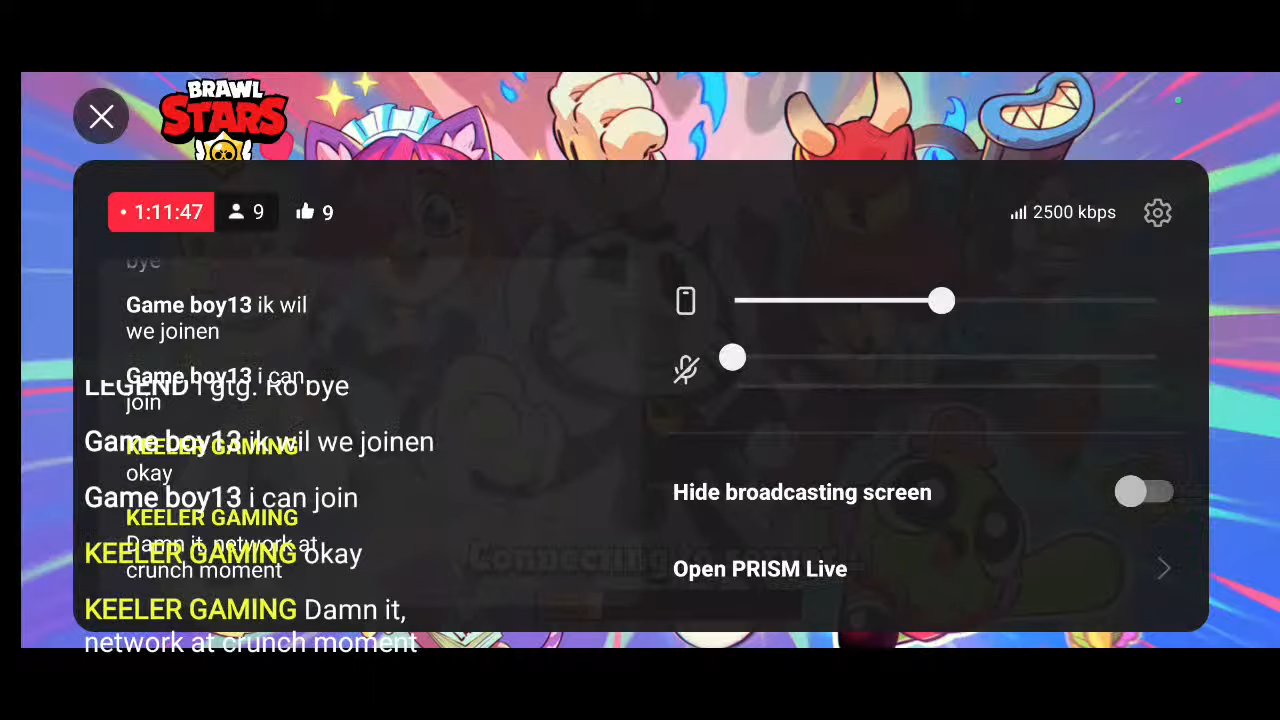 BRAWL
STARS
1:11:47
9
9
2500 kbps
bye
Game boy13 ik wil
we joinen
Game boy13 i can
join
KEELER GAMING
okay
KEELER GAMING
Damn it, network at
crunch moment
LEGEND I gtg. Ro bye
Game boy13 ik wil we joinen
Game boy13 i can join
KEELER GAMING okay
KEELER GAMING Damn it,
network at crunch moment
Connecting to server
Hide broadcasting screen
Open PRISM Live